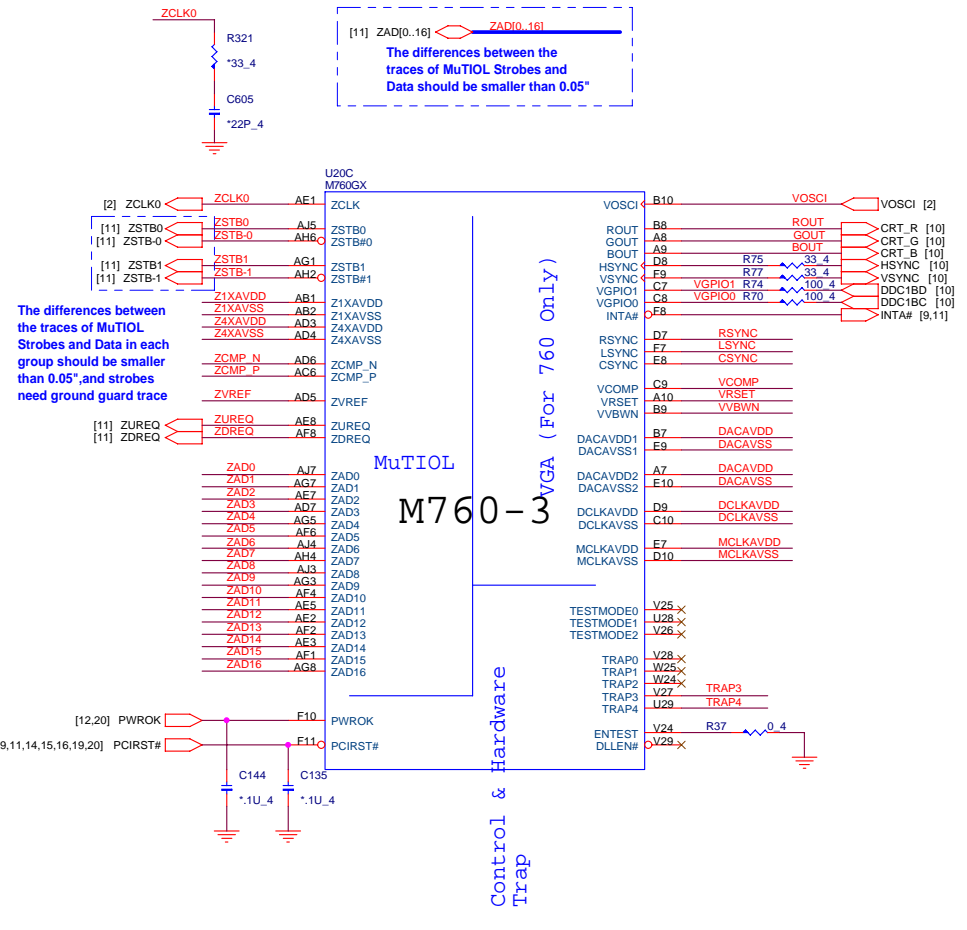 ZCLK0
R321
*33_4
C605
*22P_4
[11] ZAD[0..16] ZAD[0..16]
The differences between the
traces of MuTIOL Strobes and
Data should be smaller than 0.05"
U20C
M760GX
[2] ZCLK0 ZCLK0 AE1 ZCLK
[11] ZSTB0 ZSTB0 AJ5 ZSTB0
[11] ZSTB-0 ZSTB-0 AH6 ZSTB#0
[11] ZSTB1 ZSTB1 AG1 ZSTB1
[11] ZSTB-1 ZSTB-1 AH2 ZSTB#1
The differences between
the traces of MuTIOL
Strobes and Data in each
group should be smaller
than 0.05",and strobes
need ground guard trace
Z1XAVDD AB1 Z1XAVDD
Z1XAVSS AB2 Z1XAVSS
Z4XAVDD AD3 Z4XAVDD
Z4XAVSS AD4 Z4XAVSS
ZCMP_N AD6 ZCMP_N
ZCMP_P AC6 ZCMP_P
ZVREF AD5 ZVREF
[11] ZUREQ ZUREQ AE8 ZUREQ
[11] ZDREQ ZDREQ AF8 ZDREQ
ZAD0 AJ7 ZAD0
ZAD1 AG7 ZAD1
ZAD2 AE7 ZAD2
ZAD3 AD7 ZAD3
ZAD4 AG5 ZAD4
ZAD5 AF6 ZAD5
ZAD6 AJ4 ZAD6
ZAD7 AH4 ZAD7
ZAD8 AJ3 ZAD8
ZAD9 AG3 ZAD9
ZAD10 AF4 ZAD10
ZAD11 AE5 ZAD11
ZAD12 AE2 ZAD12
ZAD13 AF2 ZAD13
ZAD14 AE3 ZAD14
ZAD15 AF1 ZAD15
ZAD16 AG8 ZAD16
[12,20] PWROK F10 PWROK
9,11,14,15,16,19,20] PCIRST# F11 PCIRST#
C144
*.1U_4
C135
*.1U_4
MuTIOL
M760-3
VGA (For 760 Only)
Control & Hardware
Trap
VOSCI B10 VOSCI VOSCI [2]
ROUT B8 ROUT CRT_R [10]
GOUT A8 GOUT CRT_G [10]
BOUT A9 BOUT CRT_B [10]
HSYNC D8 R75 33_4 HSYNC [10]
VSYNC F9 R77 33_4 VSYNC [10]
VGPIO1 C7 VGPIO1 R74 100_4 DDC1BD [10]
VGPIO0 C8 VGPIO0 R70 100_4 DDC1BC [10]
INTA# F8 INTA# [9,11]
RSYNC D7 RSYNC
LSYNC F7 LSYNC
CSYNC E8 CSYNC
VCOMP C9 VCOMP
VRSET A10 VRSET
VVBWN B9 VVBWN
DACAVDD1 B7 DACAVDD
DACAVSS1 E9 DACAVSS
DACAVDD2 A7 DACAVDD
DACAVSS2 E10 DACAVSS
DCLKAVDD D9 DCLKAVDD
DCLKAVSS C10 DCLKAVSS
MCLKAVDD E7 MCLKAVDD
MCLKAVSS D10 MCLKAVSS
TESTMODE0 V25
TESTMODE1 U28
TESTMODE2 V26
TRAP0 V28
TRAP1 W25
TRAP2 W24
TRAP3 V27 TRAP3
TRAP4 U29 TRAP4
ENTEST V24 R37 0_4
DLLEN# V29